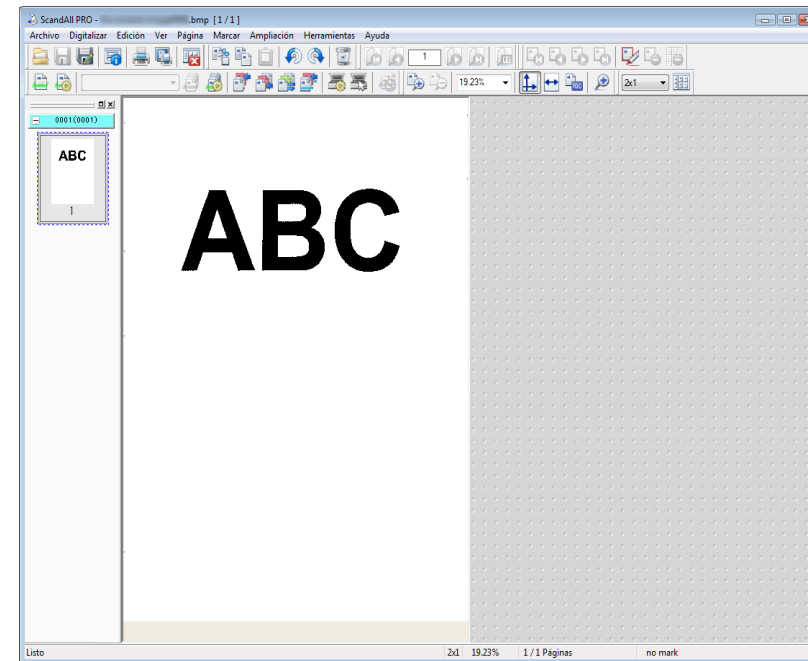 ScandAll PRO - .bmp [ 1 / 1 ]
Archivo Digitalizar Edición Ver Página Marcar Ampliación Herramientas Ayuda
1
19.23% 2x1
0001(0001)
ABC
1
ABC
Listo 2x1 19.23% 1 / 1 Páginas no mark